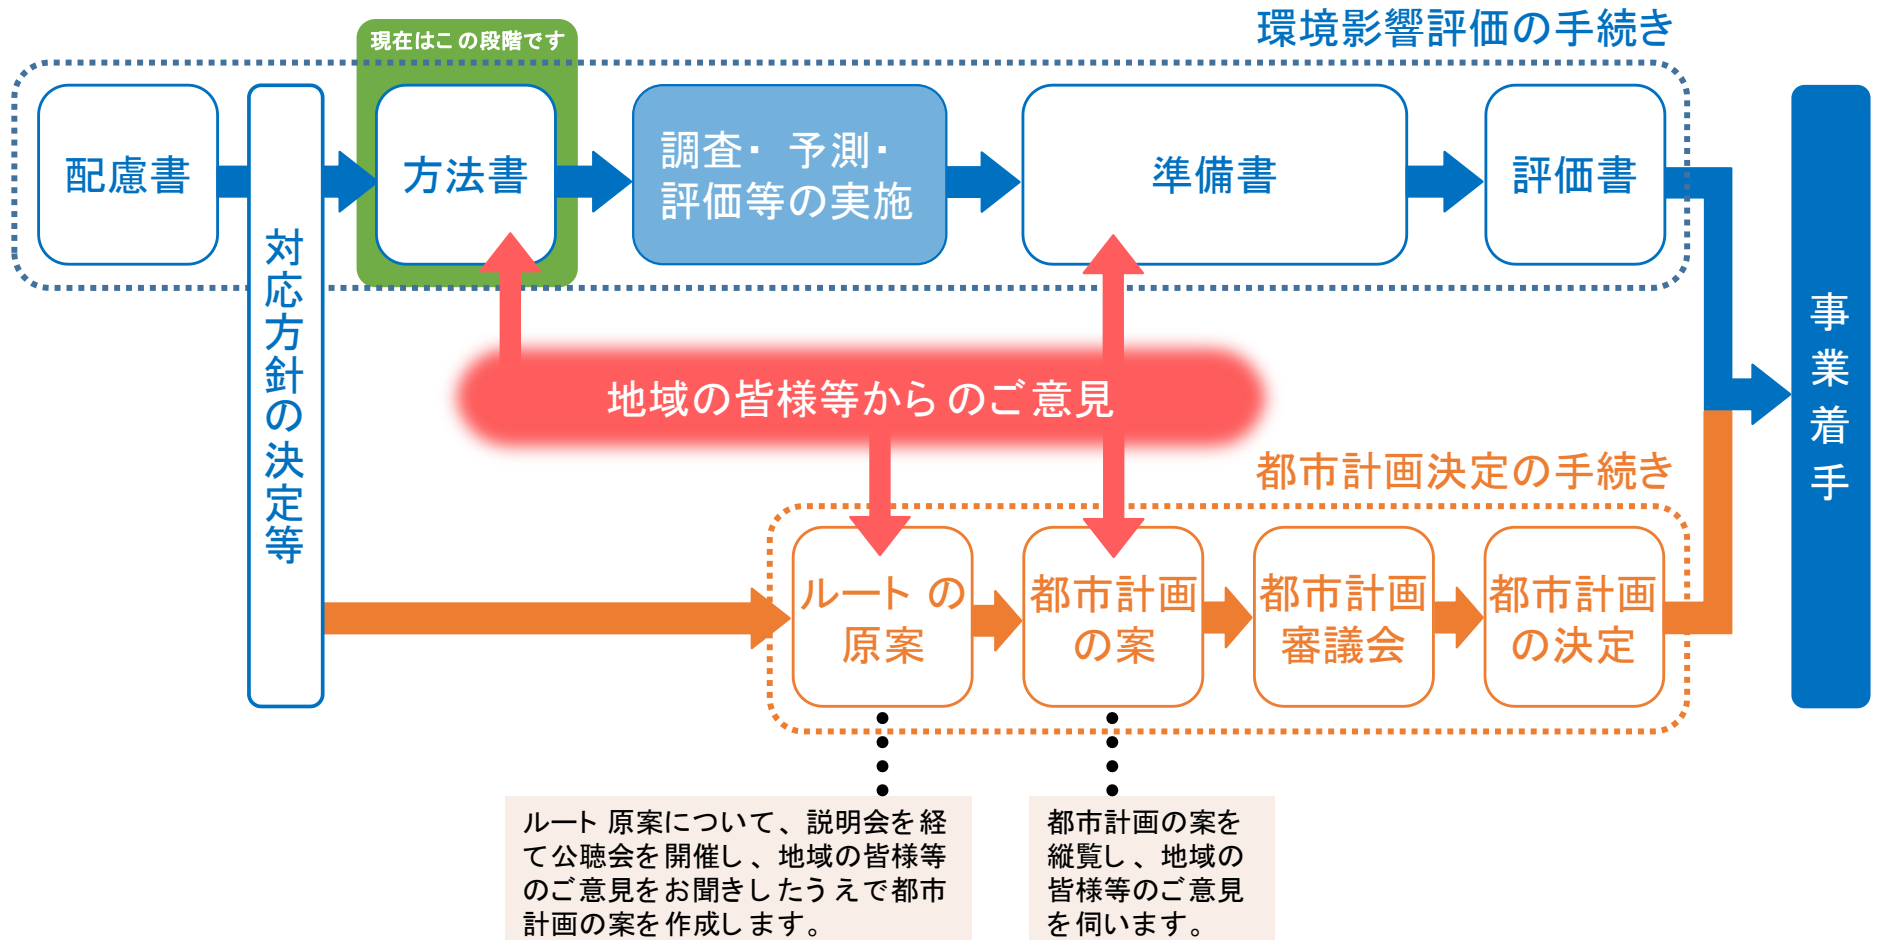 環境影響評価の手続き
現在はこの段階です
配慮書
対応方針の決定等
方法書
調査・予測・
評価等の実施
準備書
評価書
事業着手
地域の皆様等からのご意見
都市計画決定の手続き
ルートの
原案
都市計画
の案
都市計画
審議会
都市計画
の決定
ルート原案について、説明会を経
て公聴会を開催し、地域の皆様等
のご意見をお聞きしたうえで都市
計画の案を作成します。
都市計画の案を
縦覧し、地域の
皆様等のご意見
を伺います。